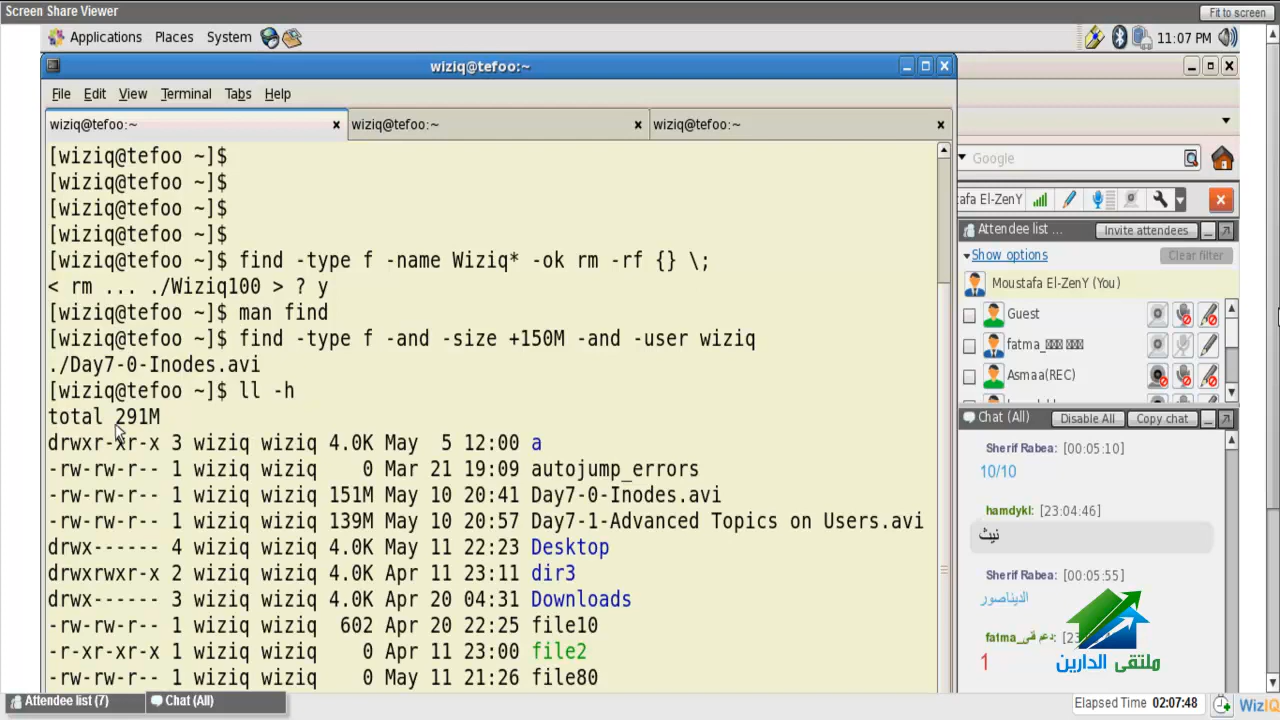 Screen Share Viewer
Fit to screen
Applications Places System
11:07 PM
wiziq@tefoo:~
File Edit View Terminal Tabs Help
wiziq@tefoo:~ wiziq@tefoo:~ wiziq@tefoo:~
[wiziq@tefoo ~]$
[wiziq@tefoo ~]$
[wiziq@tefoo ~]$
[wiziq@tefoo ~]$
[wiziq@tefoo ~]$ find -type f -name Wiziq* -ok rm -rf {} \;
< rm ... ./Wiziq100 > ? y
[wiziq@tefoo ~]$ man find
[wiziq@tefoo ~]$ find -type f -and -size +150M -and -user wiziq
./Day7-0-Inodes.avi
[wiziq@tefoo ~]$ ll -h
total 291M
drwxr-xr-x 3 wiziq wiziq 4.0K May  5 12:00 a
-rw-rw-r-- 1 wiziq wiziq    0 Mar 21 19:09 autojump_errors
-rw-rw-r-- 1 wiziq wiziq 151M May 10 20:41 Day7-0-Inodes.avi
-rw-rw-r-- 1 wiziq wiziq 139M May 10 20:57 Day7-1-Advanced Topics on Users.avi
drwx------ 4 wiziq wiziq 4.0K May 11 22:23 Desktop
drwxrwxr-x 2 wiziq wiziq 4.0K Apr 11 23:11 dir3
drwx------ 3 wiziq wiziq 4.0K Apr 20 04:31 Downloads
-rw-rw-r-- 1 wiziq wiziq  602 Apr 20 22:25 file10
-r-xr-xr-x 1 wiziq wiziq    0 Apr 11 23:00 file2
-rw-rw-r-- 1 wiziq wiziq    0 May 11 21:26 file80
Google
afa El-ZenY
Attendee list ... Invite attendees
Show options Clear filter
Moustafa El-ZenY (You)
Guest
fatma_
Asmaa(REC)
Chat (All) Disable All Copy chat
Sherif Rabea: [00:05:10]
10/10
hamdykl: [23:04:46]
نيث
Sherif Rabea: [00:05:55]
الديناصور
fatma_دعم فى
1
ملتقى الدارين
Attendee list (7) Chat (All)
Elapsed Time 02:07:48
WizIQ